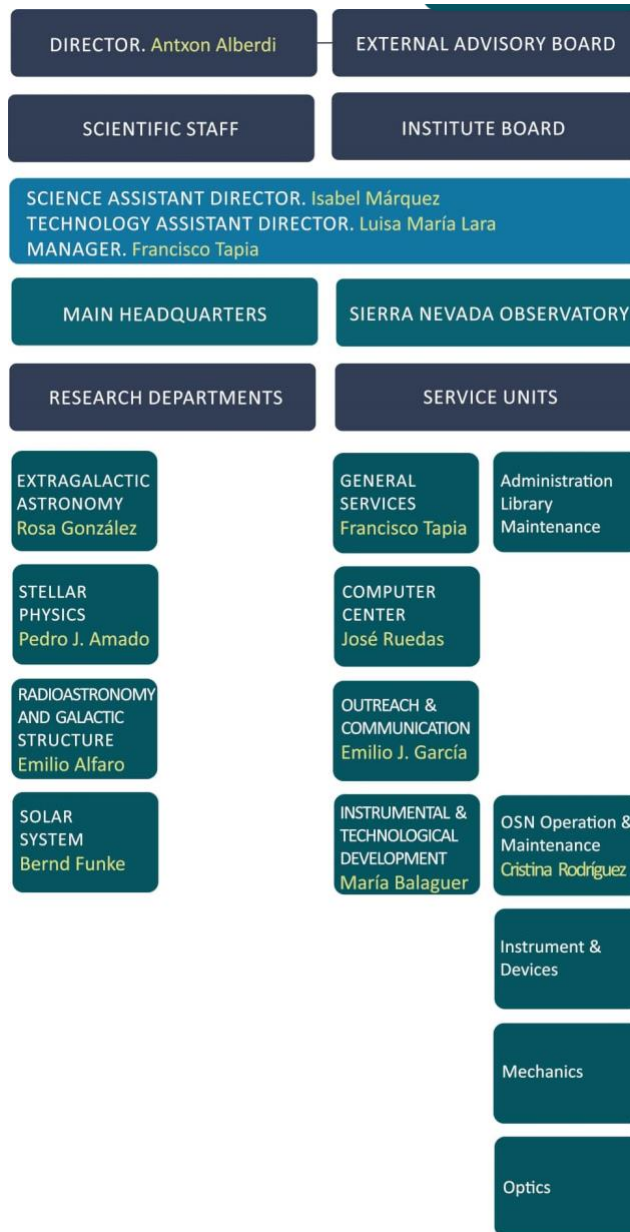 DIRECTOR. Antxon Alberdi
EXTERNAL ADVISORY BOARD
SCIENTIFIC STAFF
INSTITUTE BOARD
SCIENCE ASSISTANT DIRECTOR. Isabel Márquez
TECHNOLOGY ASSISTANT DIRECTOR. Luisa María Lara
MANAGER. Francisco Tapia
MAIN HEADQUARTERS
SIERRA NEVADA OBSERVATORY
RESEARCH DEPARTMENTS
SERVICE UNITS
EXTRAGALACTIC
ASTRONOMY
Rosa González
GENERAL
SERVICES
Francisco Tapia
Administration
Library
Maintenance
STELLAR
PHYSICS
Pedro J. Amado
COMPUTER
CENTER
José Ruedas
RADIOASTRONOMY
AND GALACTIC
STRUCTURE
Emilio Alfaro
OUTREACH &
COMMUNICATION
Emilio J. García
SOLAR
SYSTEM
Bernd Funke
INSTRUMENTAL &
TECHNOLOGICAL
DEVELOPMENT
María Balaguer
OSN Operation &
Maintenance
Cristina Rodríguez
Instrument &
Devices
Mechanics
Optics